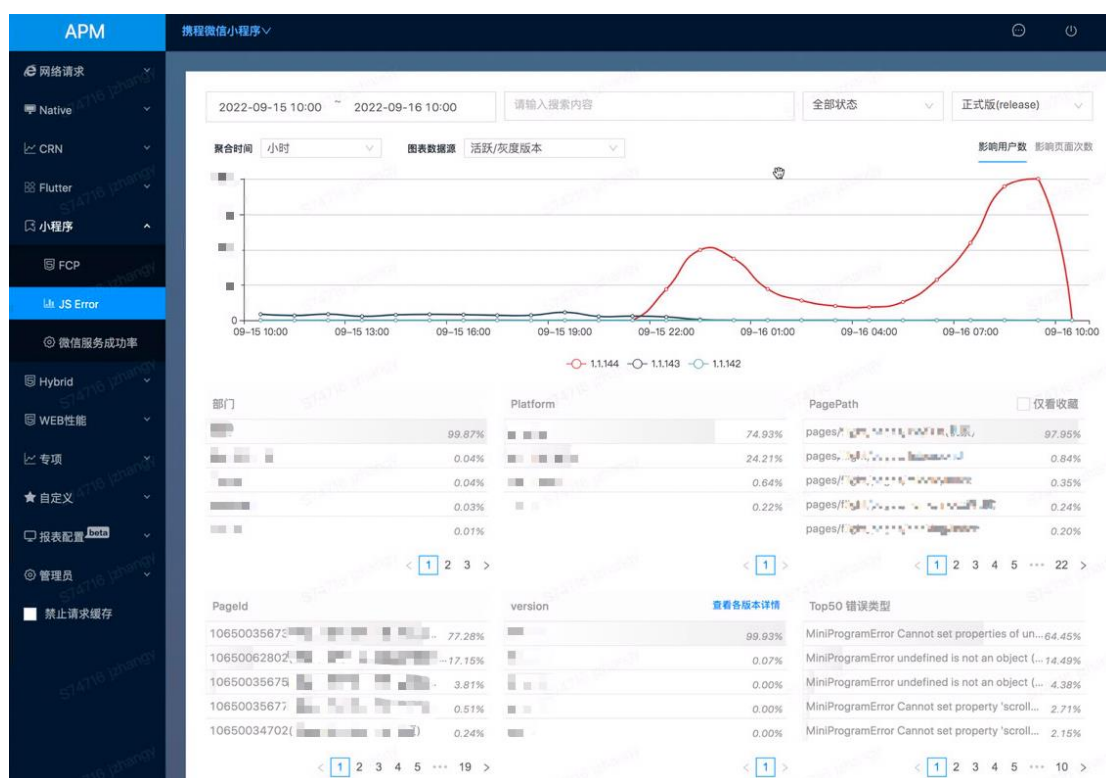 APM
携程微信小程序
网络请求
Native
CRN
Flutter
小程序
FCP
JS Error
微信服务成功率
Hybrid
WEB性能
专项
自定义
报表配置 beta
管理员
禁止请求缓存
2022-09-15 10:00 ~ 2022-09-16 10:00 请输入搜索内容 全部状态 正式版(release)
聚合时间 小时 图表数据源 活跃/灰度版本 影响用户数 影响页面次数
0
09-15 10:00 09-15 13:00 09-15 16:00 09-15 19:00 09-15 22:00 09-16 01:00 09-16 04:00 09-16 07:00 09-16 10:00
1.1.144 1.1.143 1.1.142
部门
99.87%
0.04%
0.04%
0.03%
0.01%
< 1 2 3 >
Platform
74.93%
24.21%
0.64%
0.22%
< 1 >
PagePath 仅看收藏
pages/ 97.95%
pages, 0.84%
pages/ 0.35%
pages/ 0.24%
pages/ 0.20%
< 1 2 3 4 5 ··· 22 >
PageId
10650035673 77.28%
10650062802 17.15%
10650035675 3.81%
10650035677 0.51%
10650034702( ) 0.24%
< 1 2 3 4 5 ··· 19 >
version 查看各版本详情
99.93%
0.07%
0.00%
0.00%
0.00%
< 1 >
Top50 错误类型
MiniProgramError Cannot set properties of un... 64.45%
MiniProgramError undefined is not an object (... 14.49%
MiniProgramError undefined is not an object (... 4.38%
MiniProgramError Cannot set property 'scroll... 2.71%
MiniProgramError Cannot set property 'scroll... 2.15%
< 1 2 3 4 5 ··· 10 >
S74716 jzhangy